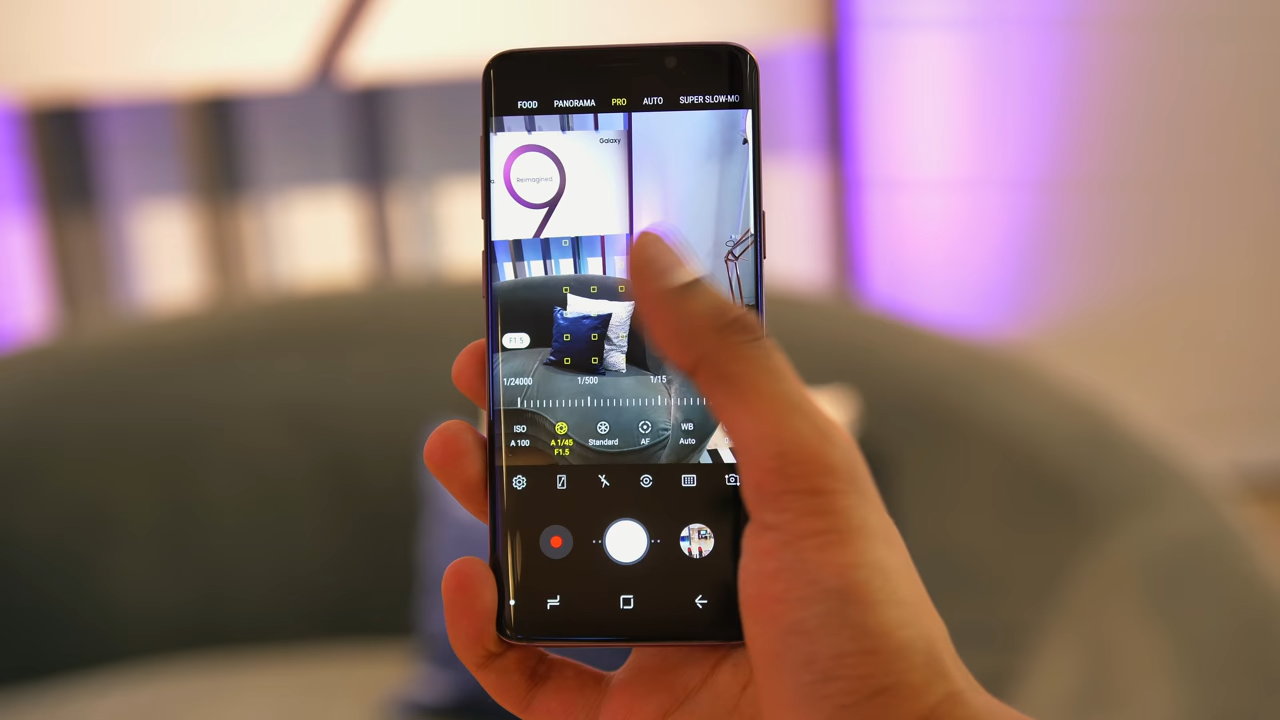 FOOD PANORAMA PRO AUTO SUPER SLOW-MO
Galaxy
Reimagined
9
F1.5
1/24000 1/500 1/15
ISO
A 100
A 1/45
F1.5
Standard
AF
WB
Auto
0